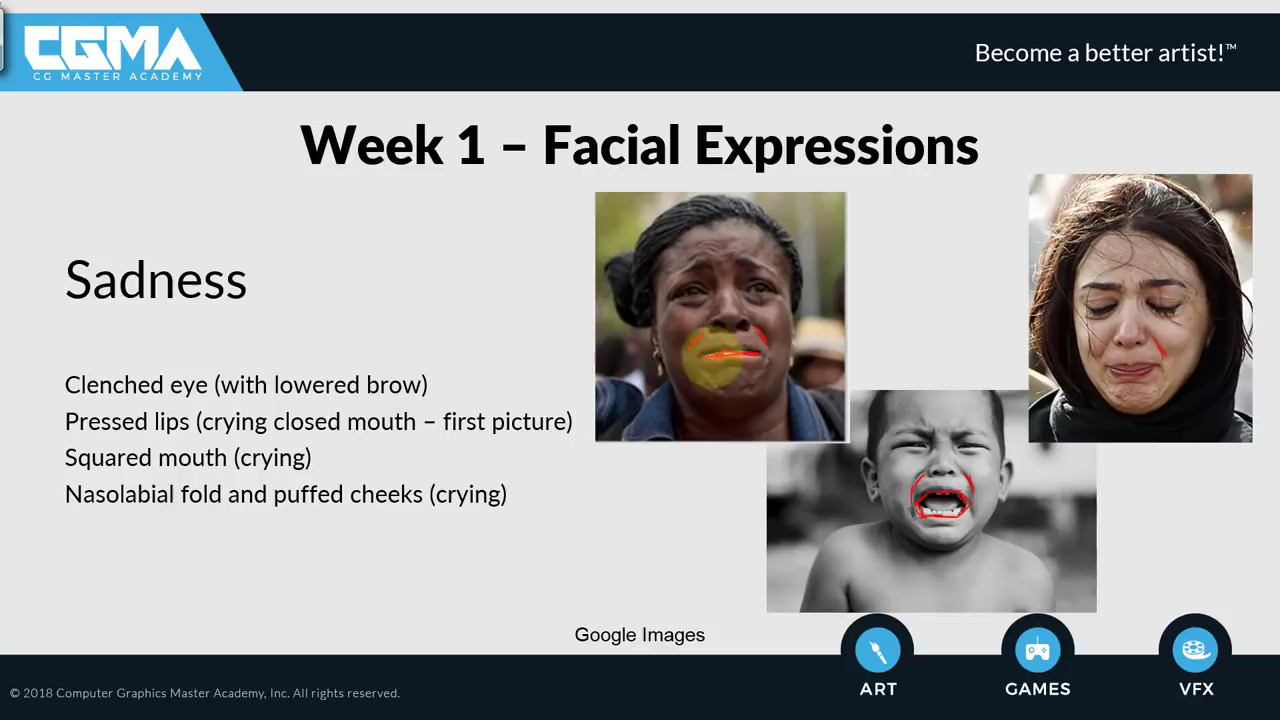 CGMA
CG MASTER ACADEMY
Become a better artist!™
Week 1 – Facial Expressions
Sadness
Clenched eye (with lowered brow)
Pressed lips (crying closed mouth – first picture)
Squared mouth (crying)
Nasolabial fold and puffed cheeks (crying)
Google Images
ART
GAMES
VFX
© 2018 Computer Graphics Master Academy, Inc. All rights reserved.